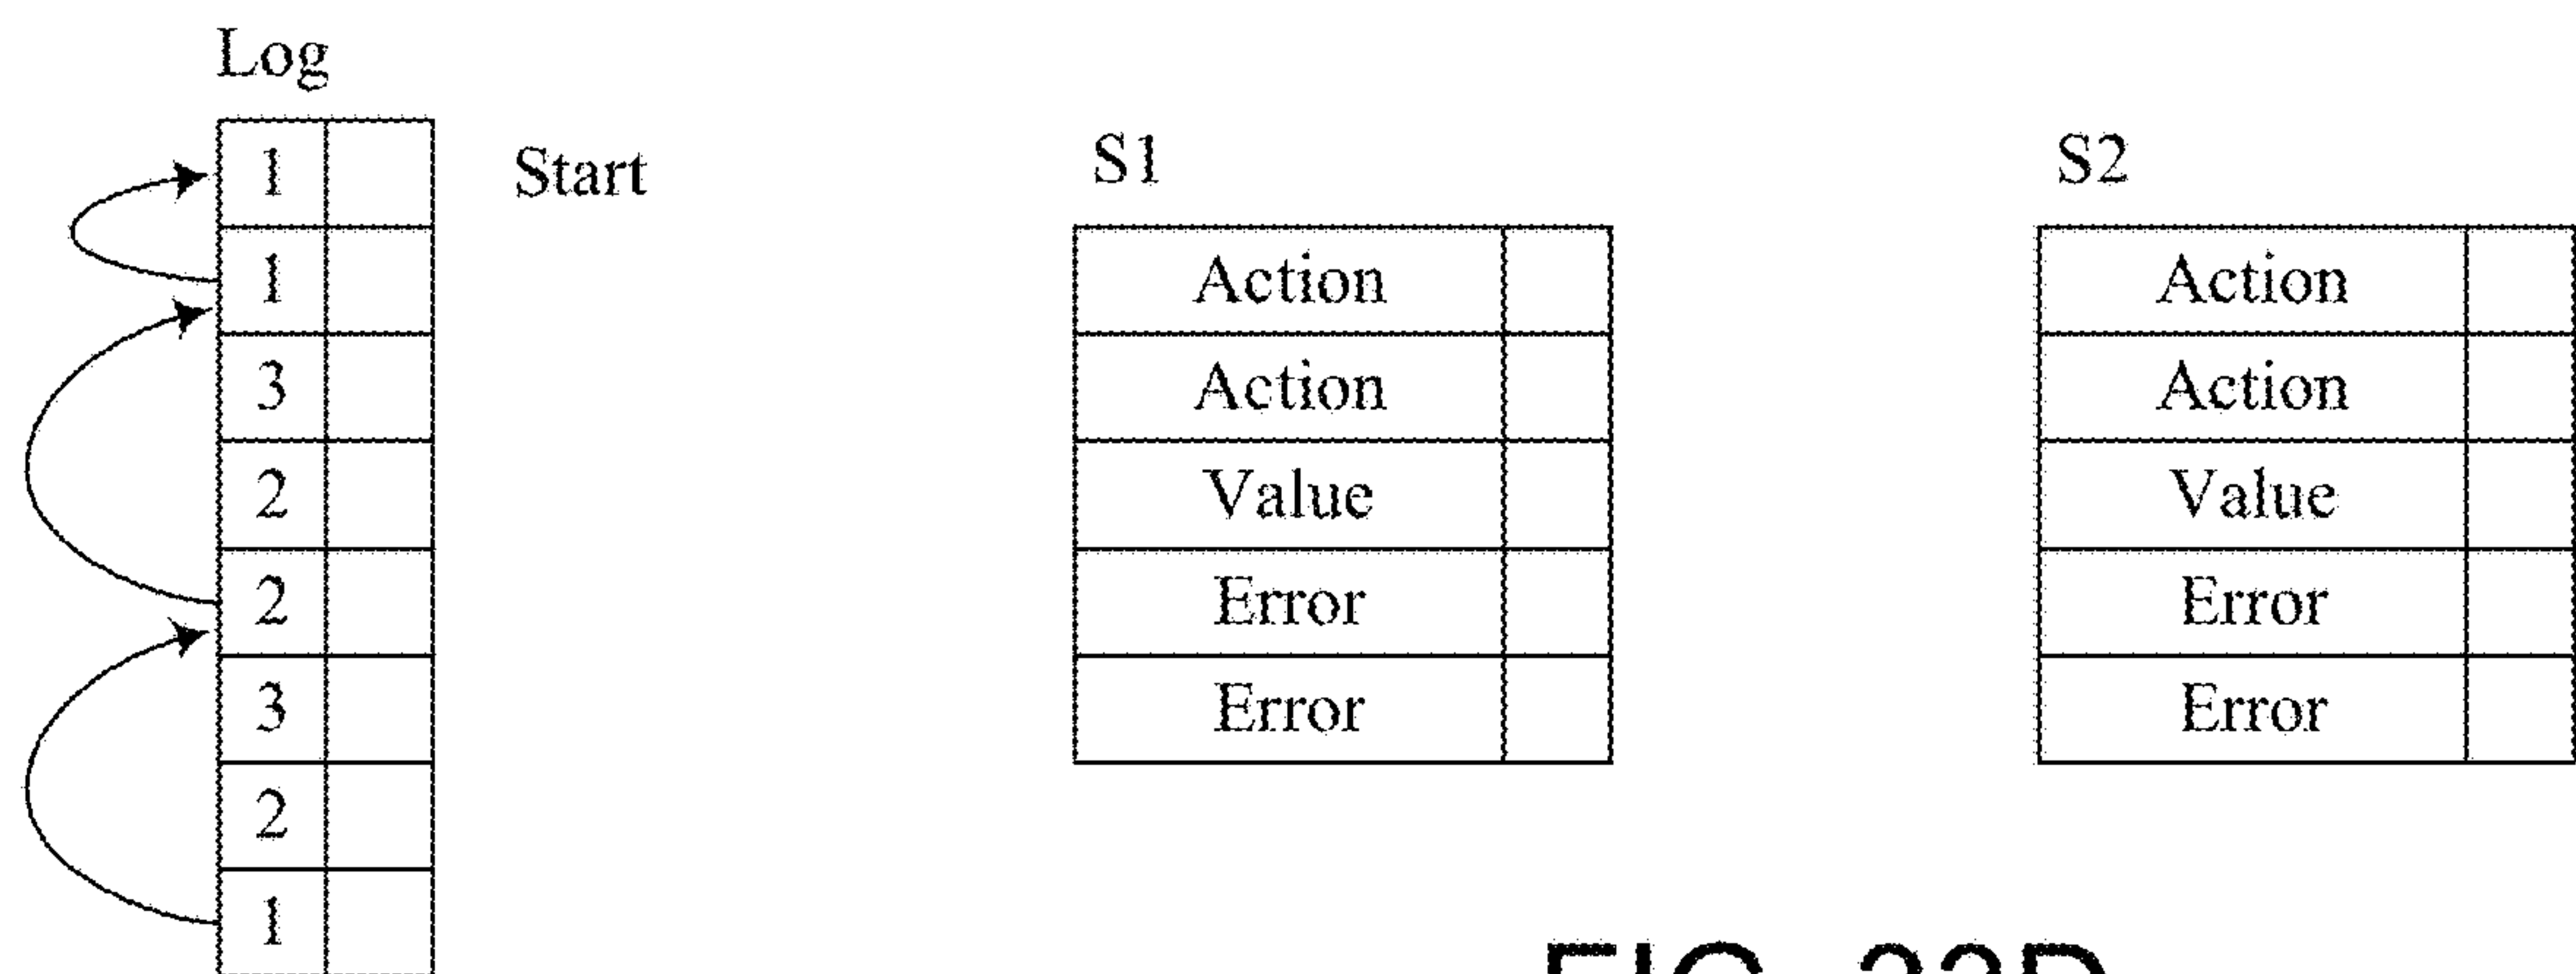 Log
1
Start
1
3
2
2
3
2
1
S1
Action
Action
Value
Error
Error
S2
Action
Action
Value
Error
Error